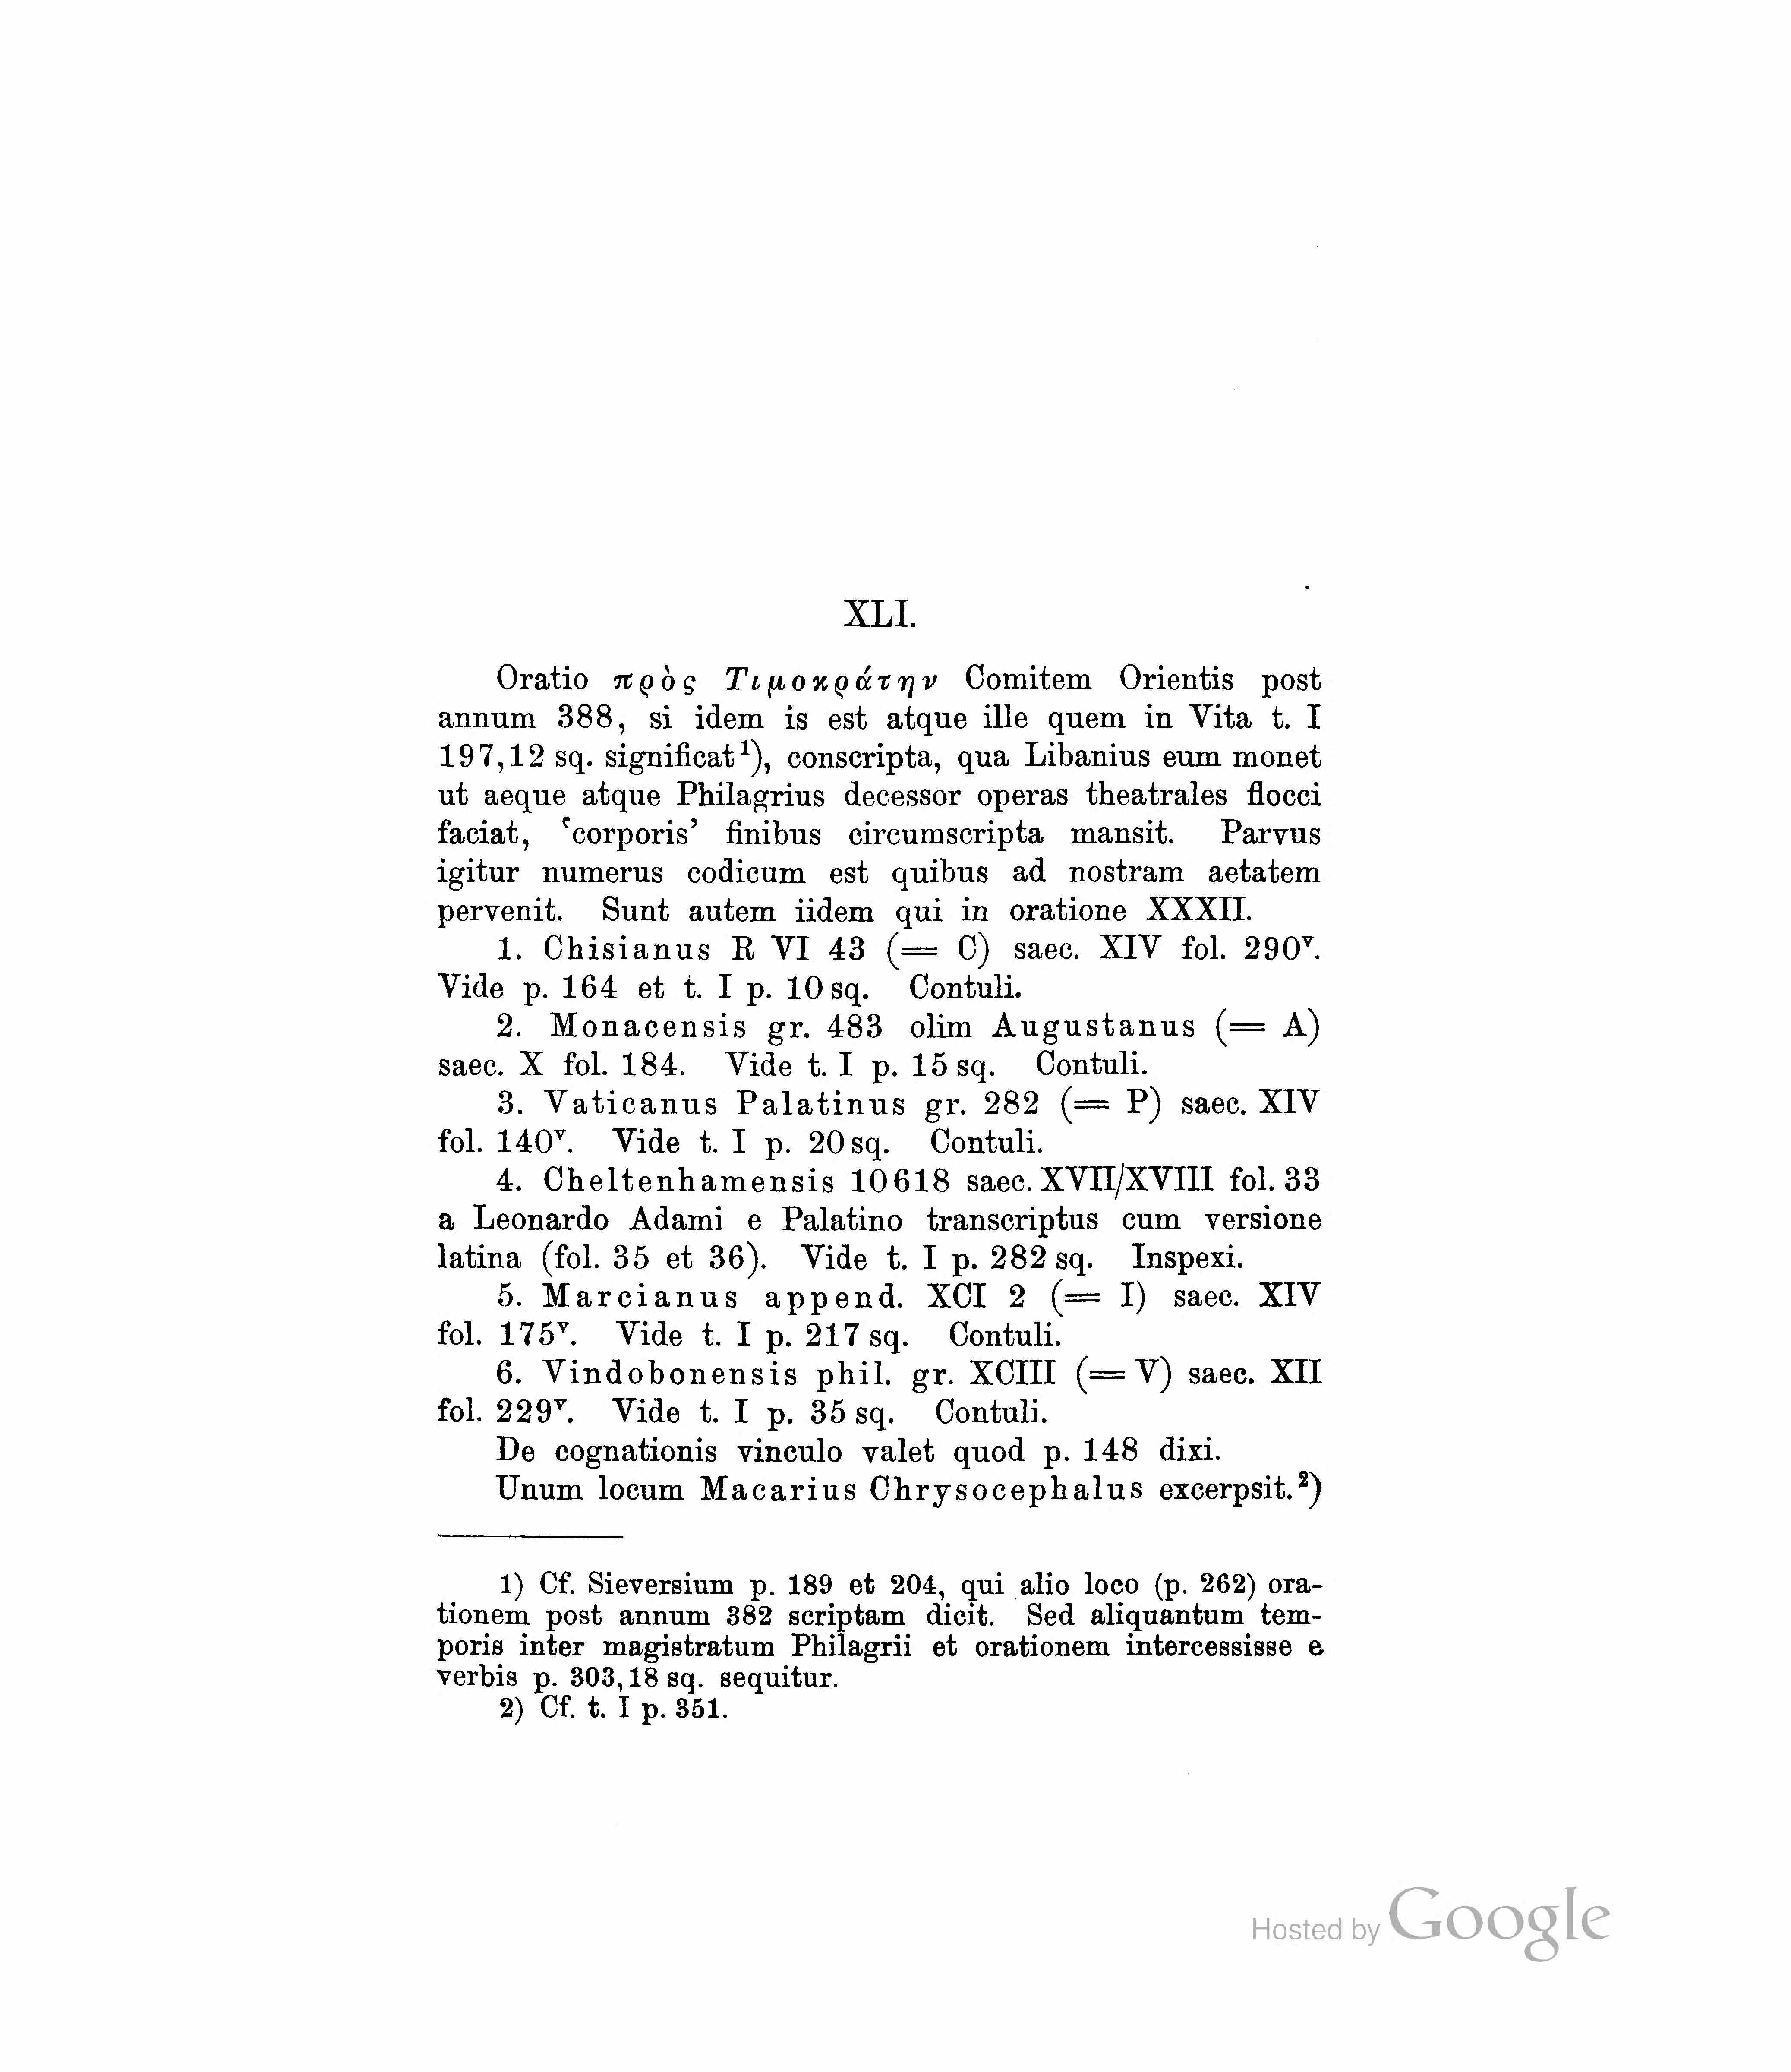 XLI.
Oratio πρὸς Τιμοκράτην Comitem Orientis post
annum 388, si idem is est atque ille quem in Vita t. I
197,12 sq. significat¹), conscripta, qua Libanius eum monet
ut aeque atque Philagrius decessor operas theatrales flocci
faciat, ‘corporis’ finibus circumscripta mansit. Parvus
igitur numerus codicum est quibus ad nostram aetatem
pervenit. Sunt autem iidem qui in oratione XXXII.
1. Chisianus R VI 43 (= C) saec. XIV fol. 290ᵛ.
Vide p. 164 et t. I p. 10 sq. Contuli.
2. Monacensis gr. 483 olim Augustanus (= A)
saec. X fol. 184. Vide t. I p. 15 sq. Contuli.
3. Vaticanus Palatinus gr. 282 (= P) saec. XIV
fol. 140ᵛ. Vide t. I p. 20 sq. Contuli.
4. Cheltenhamensis 10618 saec. XVII/XVIII fol. 33
a Leonardo Adami e Palatino transcriptus cum versione
latina (fol. 35 et 36). Vide t. I p. 282 sq. Inspexi.
5. Marcianus append. XCI 2 (= I) saec. XIV
fol. 175ᵛ. Vide t. I p. 217 sq. Contuli.
6. Vindobonensis phil. gr. XCIII (= V) saec. XII
fol. 229ᵛ. Vide t. I p. 35 sq. Contuli.
De cognationis vinculo valet quod p. 148 dixi.
Unum locum Macarius Chrysocephalus excerpsit.²)
1) Cf. Sieversium p. 189 et 204, qui alio loco (p. 262) ora-
tionem post annum 382 scriptam dicit. Sed aliquantum tem-
poris inter magistratum Philagrii et orationem intercessisse e
verbis p. 303,18 sq. sequitur.
2) Cf. t. I p. 351.
Hosted by Google